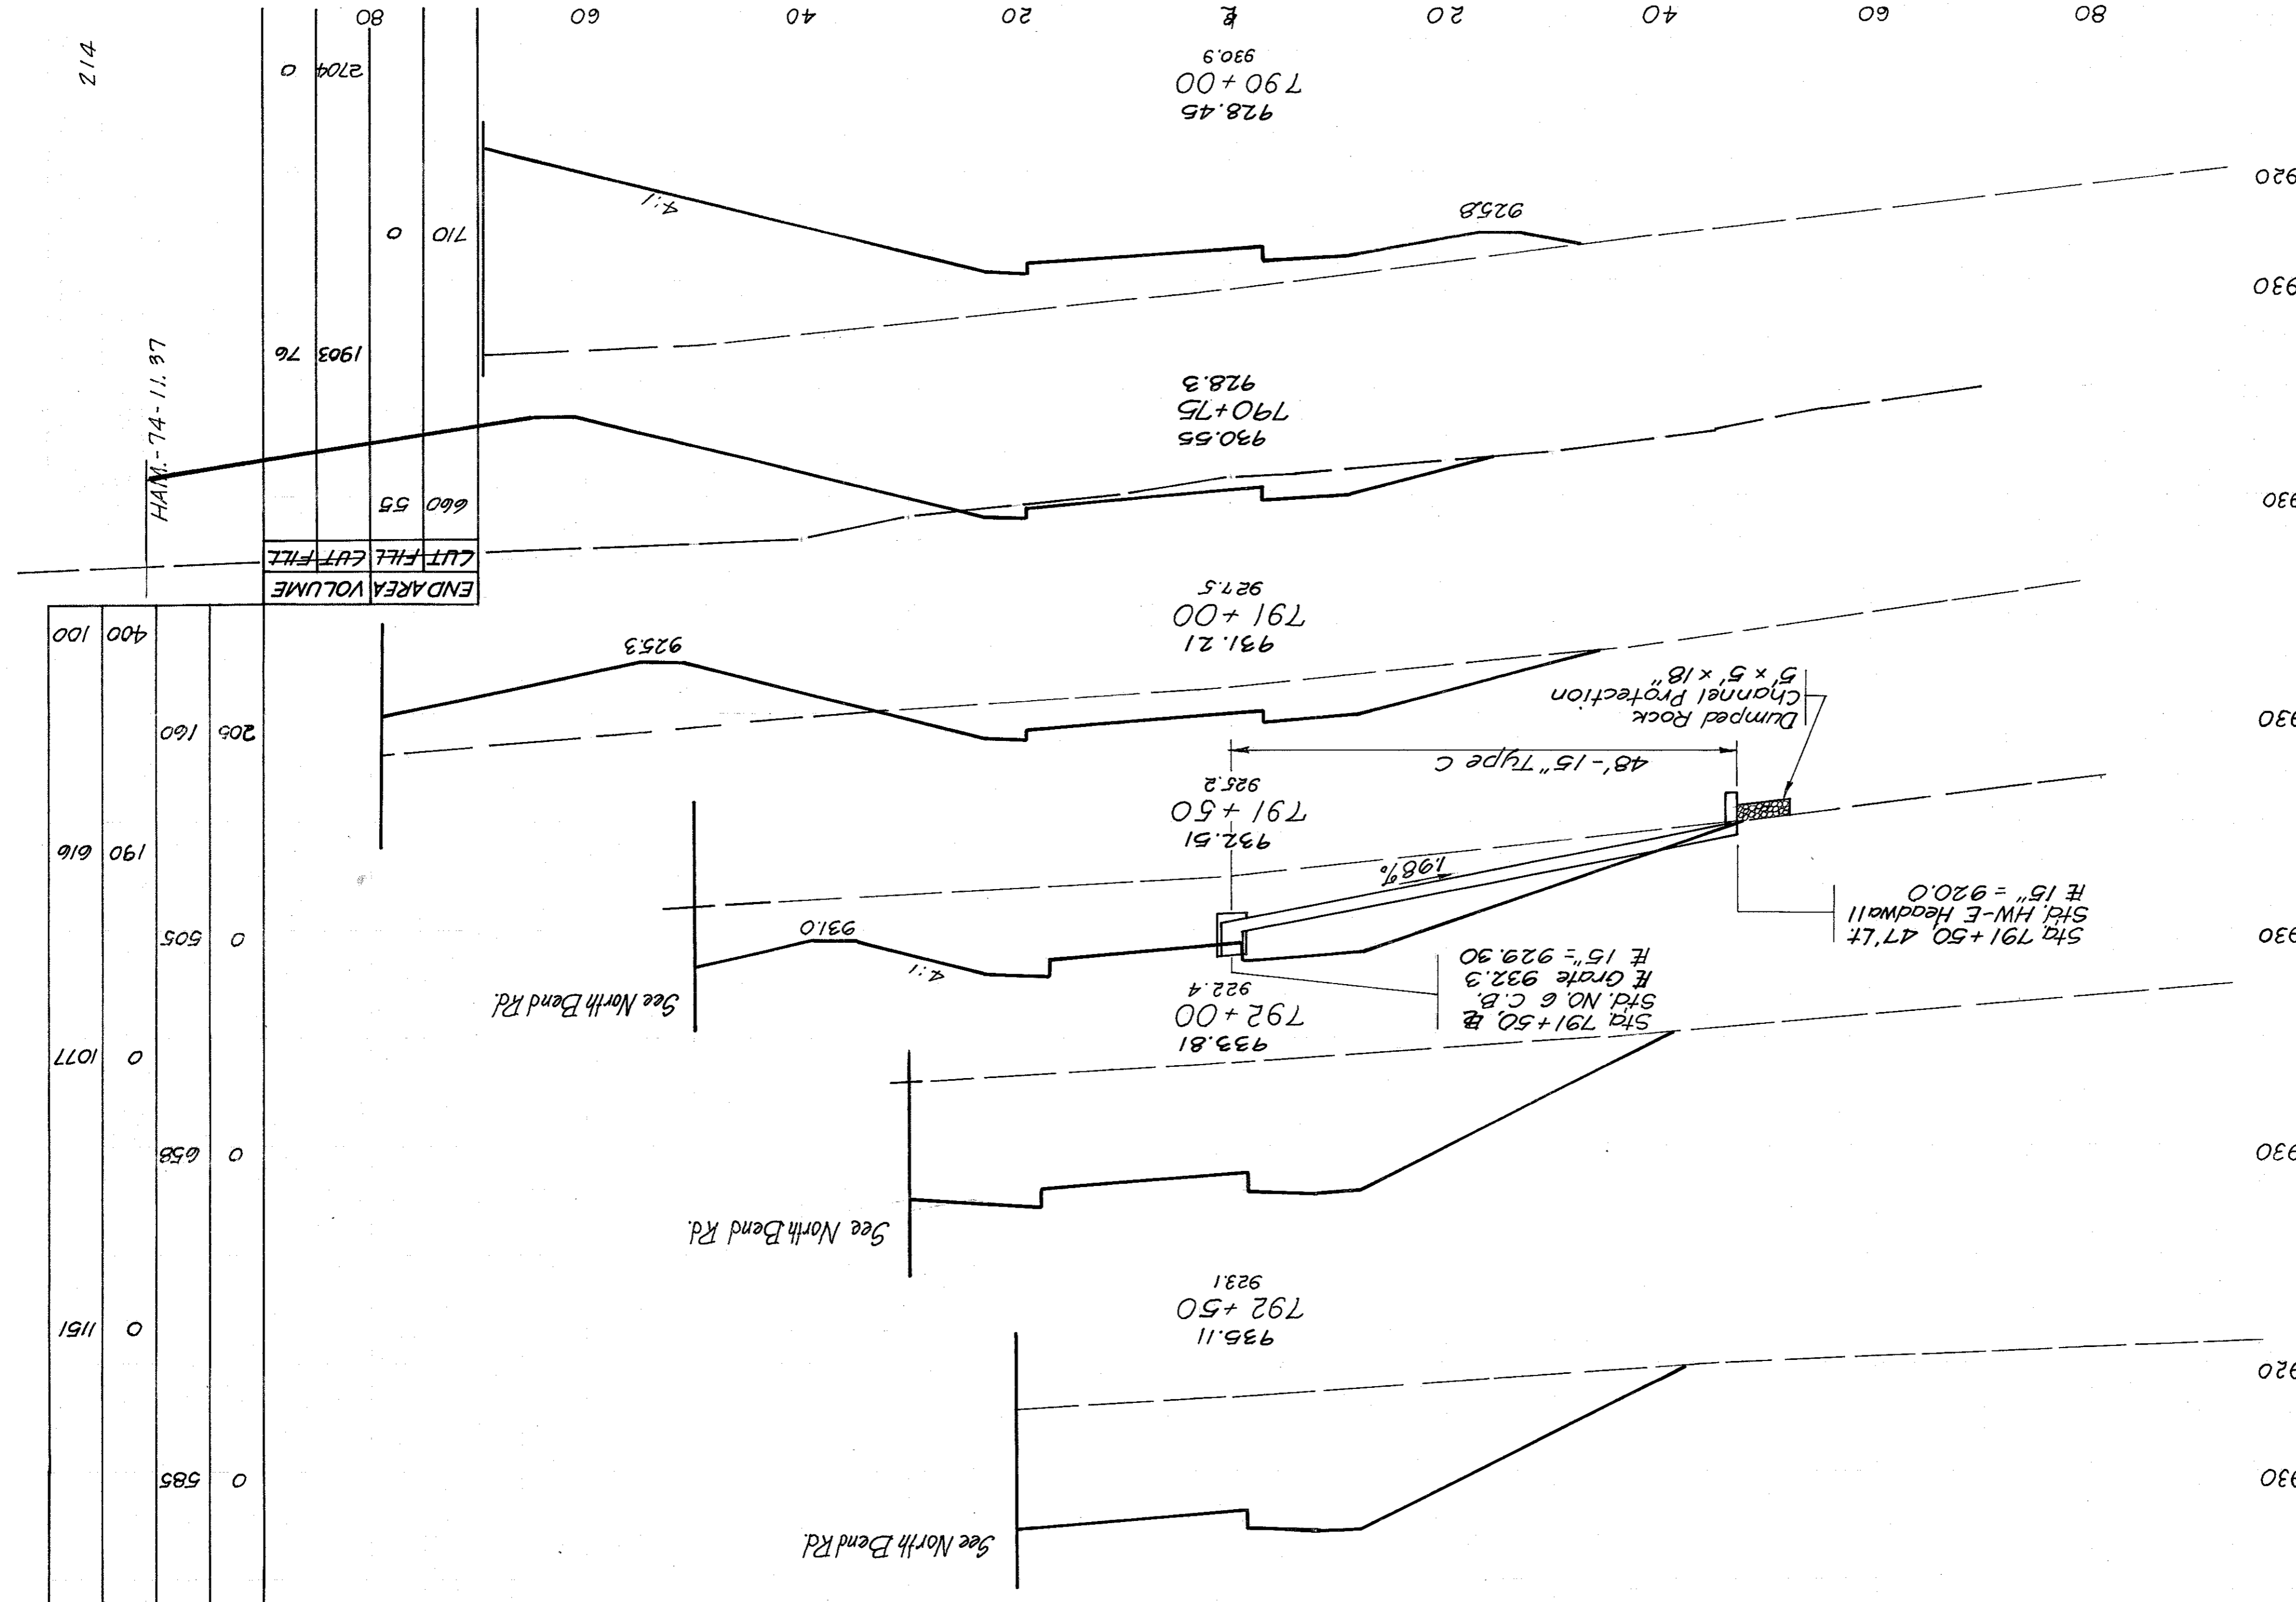 See North Bend Rd.
930
0 585
920
935.11
792 + 50
923.1
0 1151
See North Bend Rd.
930
0 658
933.81
792 + 00
922.4
0 1077
See North Bend Rd.
Sta. 791+50, ℄
Std. No. 6 C.B.
℄ Grate 932.3
℄ 15" = 929.30
Sta. 791+50, 47' Lt.
Std. HW-E Headwall
℄ 15" = 920.0
930
4:1
931.0
0 505
1.98%
932.51
791 + 50
925.2
190 616
48'-15" Type C
Dumped Rock
Channel Protection
5' x 5' x 18"
930
205 160
925.3
931.21
791 + 00
927.5
400 100
END AREA VOLUME
CUT FILL CUT FILL
930
660 55
930.55
790+75
928.3
1903 76
HAM.-74-11.37
930
710 0
925.8
4:1
920
928.45
790 + 00
930.9
2704 0
214
80 60 40 20 ℄ 20 40 60 80